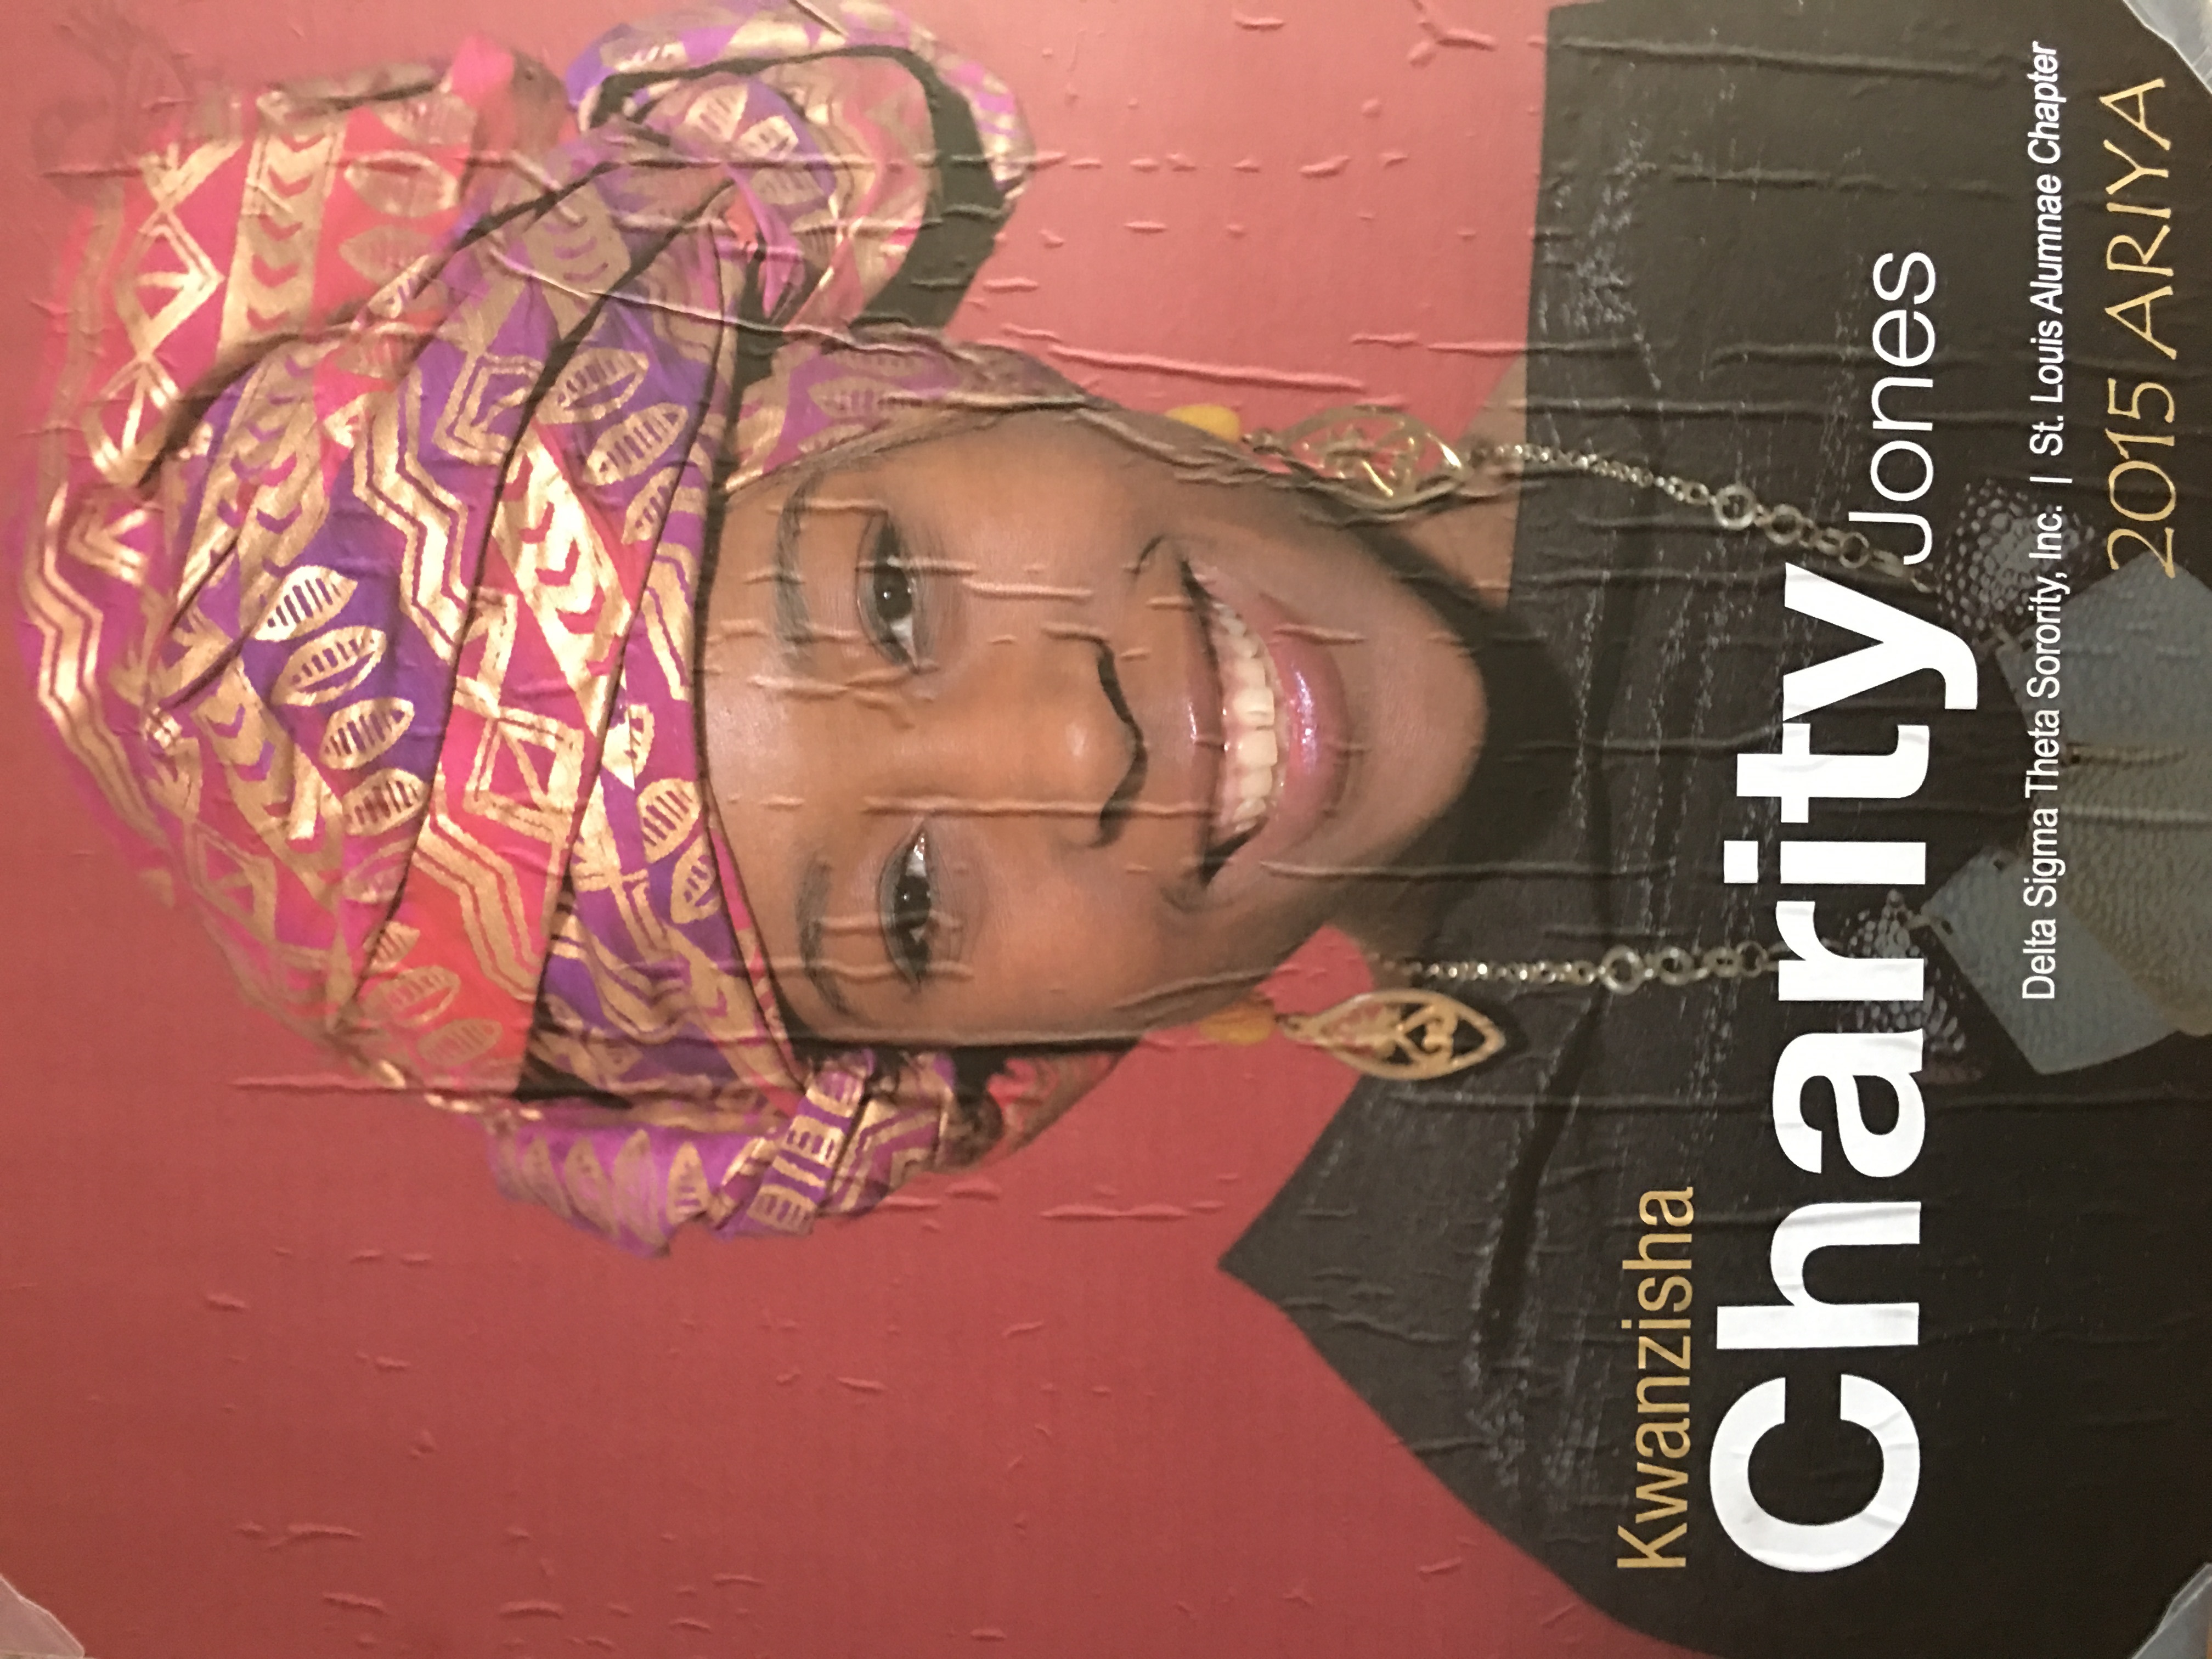 Kwanzisha
Charity Jones
Delta Sigma Theta Sorority, Inc. | St. Louis Alumnae Chapter
2015 ARIYA